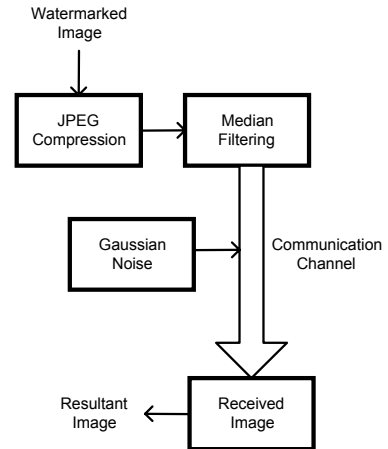 Watermarked
Image
JPEG
Compression
Median
Filtering
Gaussian
Noise
Communication
Channel
Resultant
Image
Received
Image